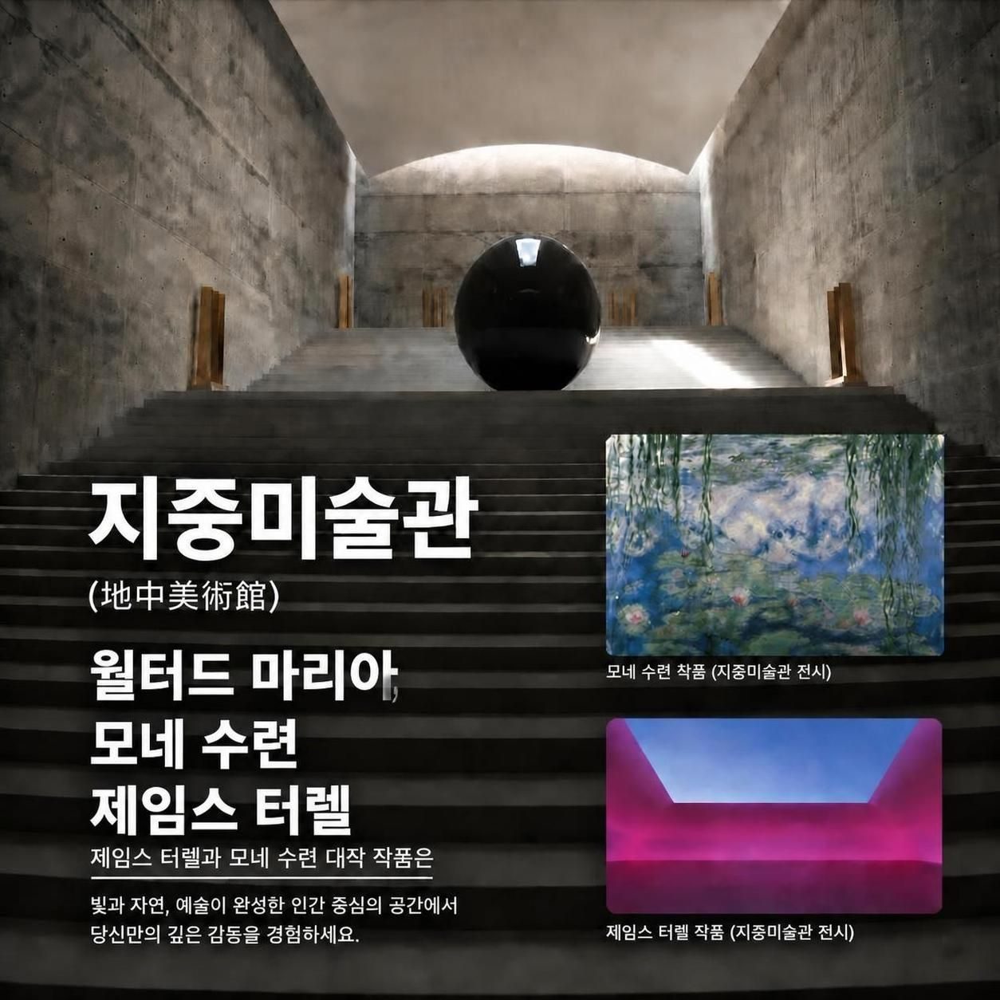 지중미술관
(地中美術館)
월터드 마리아,
모네 수련
제임스 터렐
제임스 터렐과 모네 수련 대작 작품은
빛과 자연, 예술이 완성한 인간 중심의 공간에서
당신만의 깊은 감동을 경험하세요.
모네 수련 착품 (지중미술관 전시)
제임스 터렐 작품 (지중미술관 전시)